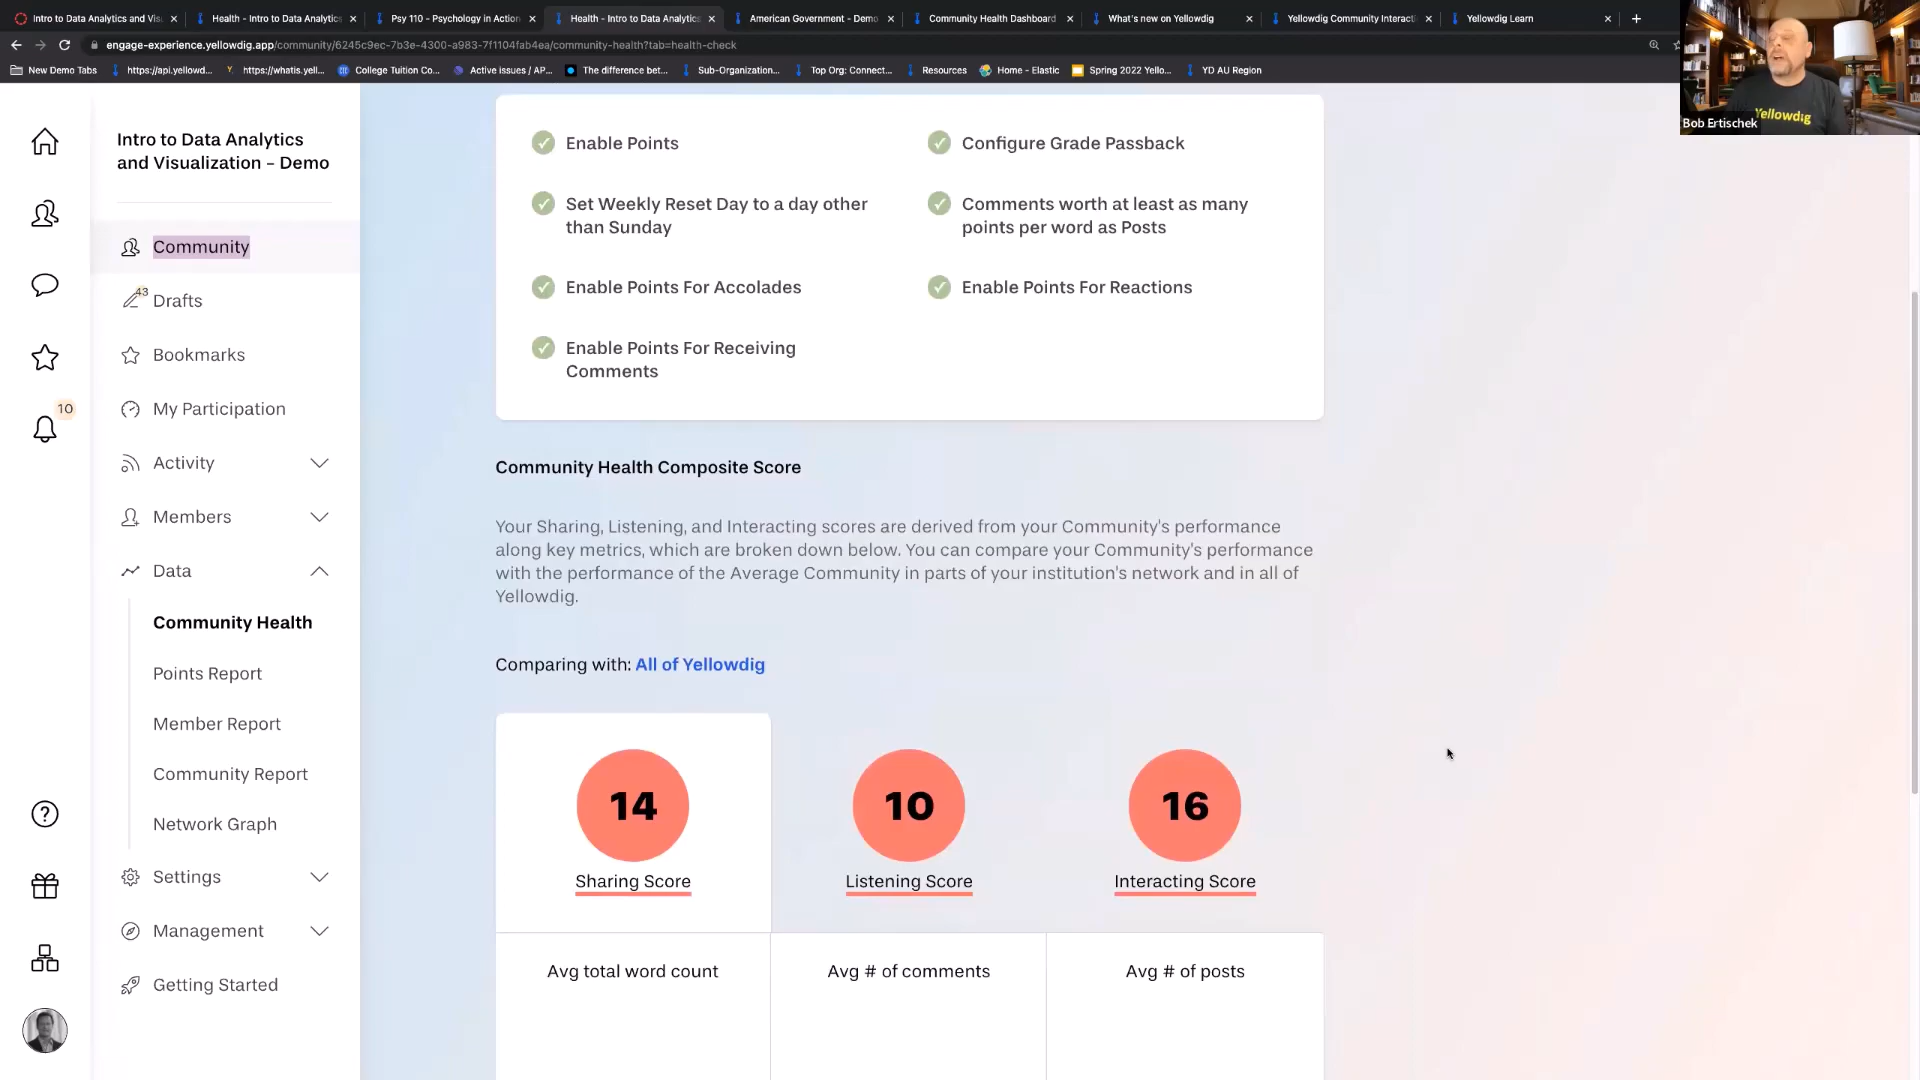 Intro to Data Analytics and Vis
Health - Intro to Data Analytics
Psy 110 - Psychology in Action
Health - Intro to Data Analytics
American Government - Demo
Community Health Dashboard
What's new on Yellowdig
Yellowdig Community Interacti
Yellowdig Learn
engage-experience.yellowdig.app/community/6245c9ec-7b3e-4300-a983-7f1104fab4ea/community-health?tab=health-check
New Demo Tabs
https://api.yellowd...
https://whatis.yell...
College Tuition Co...
Active issues / AP...
The difference bet...
Sub-Organization...
Top Org: Connect...
Resources
Home - Elastic
Spring 2022 Yello...
YD AU Region
Yellowdig
Bob Ertischek
10
Intro to Data Analytics
and Visualization - Demo
Community
43
Drafts
Bookmarks
My Participation
Activity
Members
Data
Community Health
Points Report
Member Report
Community Report
Network Graph
Settings
Management
Getting Started
Enable Points
Configure Grade Passback
Set Weekly Reset Day to a day other
than Sunday
Comments worth at least as many
points per word as Posts
Enable Points For Accolades
Enable Points For Reactions
Enable Points For Receiving
Comments
Community Health Composite Score
Your Sharing, Listening, and Interacting scores are derived from your Community's performance
along key metrics, which are broken down below. You can compare your Community's performance
with the performance of the Average Community in parts of your institution's network and in all of
Yellowdig.
Comparing with: All of Yellowdig
14
Sharing Score
10
Listening Score
16
Interacting Score
Avg total word count
Avg # of comments
Avg # of posts